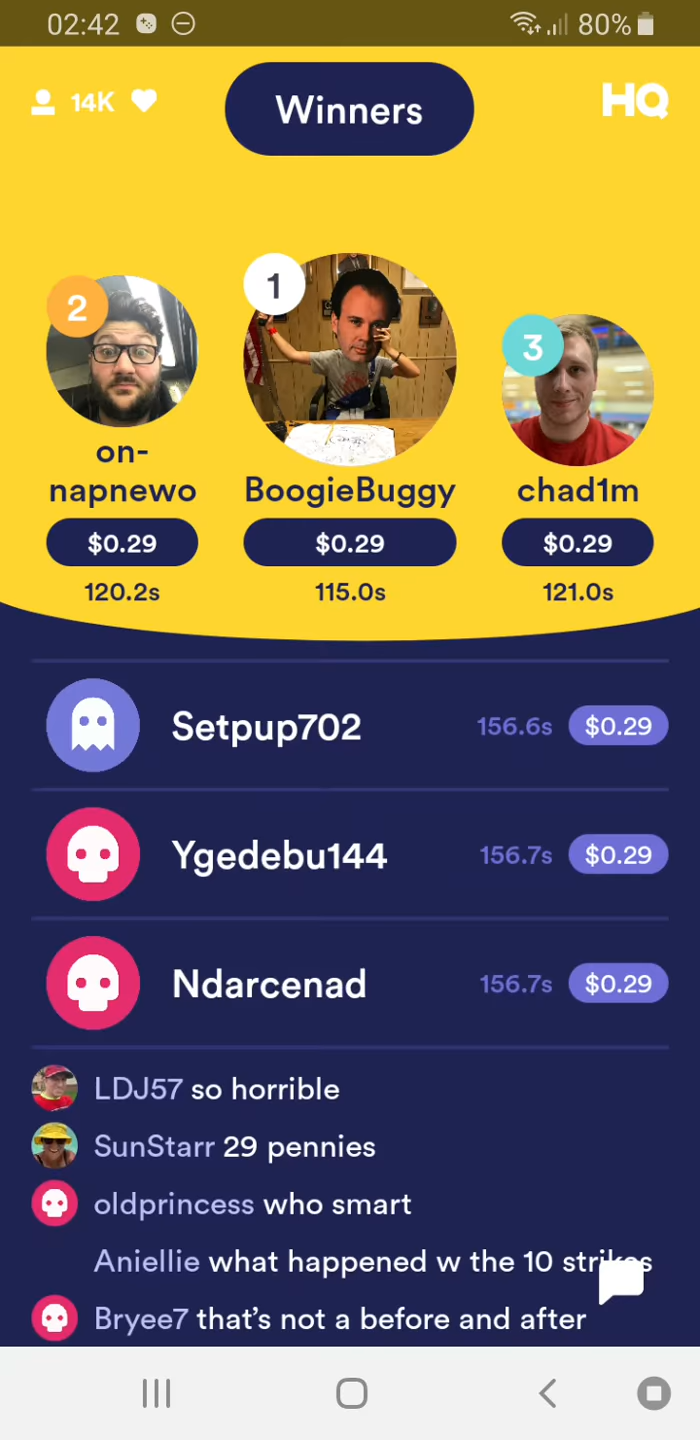 02:42 80%
14K Winners HQ
2 1 3
on-
napnewo BoogieBuggy chad1m
$0.29 $0.29 $0.29
120.2s 115.0s 121.0s
Setpup702 156.6s $0.29
Ygedebu144 156.7s $0.29
Ndarcenad 156.7s $0.29
LDJ57 so horrible
SunStarr 29 pennies
oldprincess who smart
Aniellie what happened w the 10 strikes
Bryee7 that's not a before and after